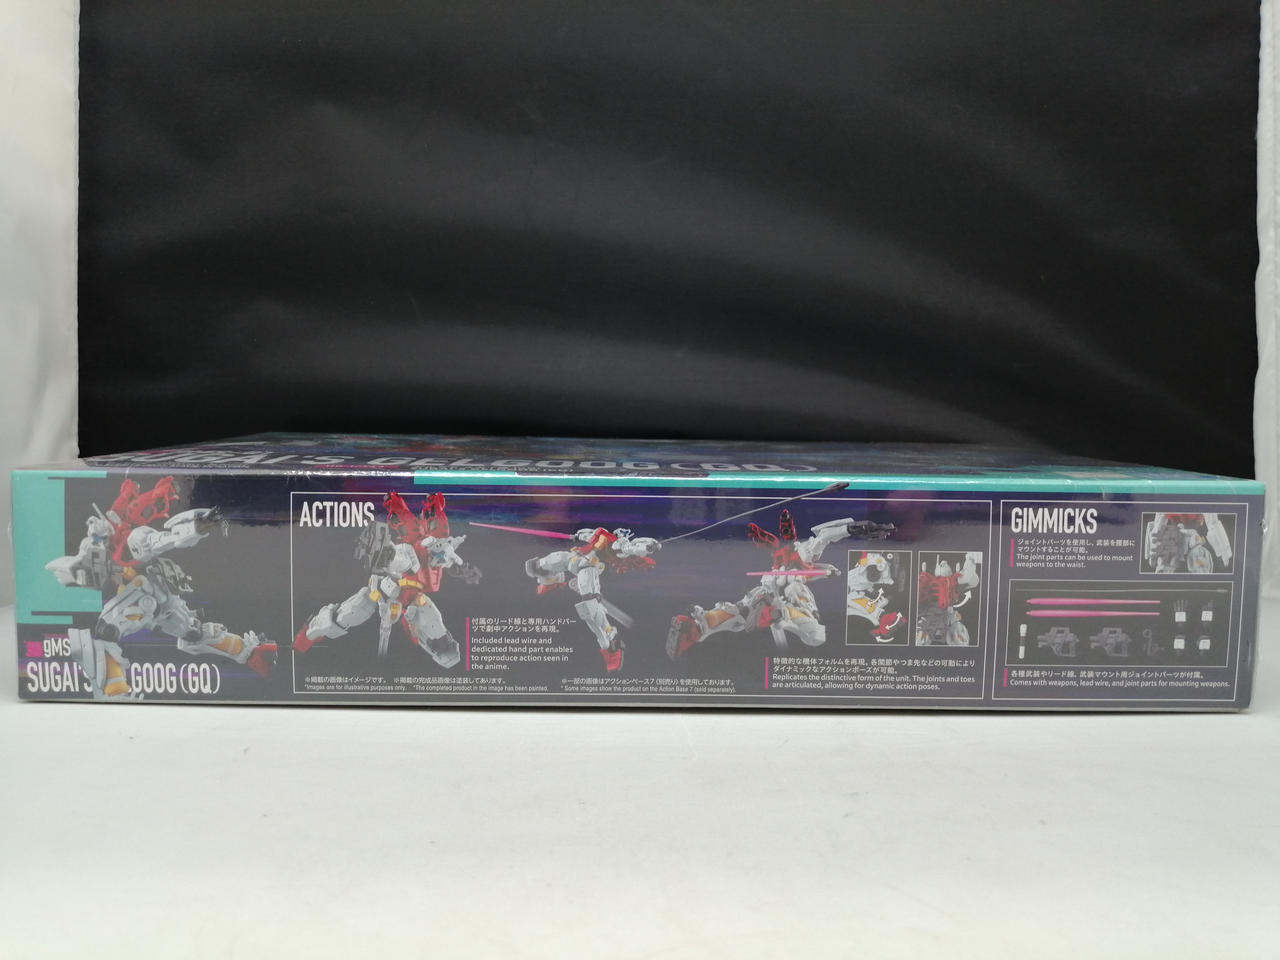 ACTIONS
付属のリード線と専用ハンドパー
ツで劇中アクションを再現。
Included lead wire and
dedicated hand part enables
to reproduce action seen in
the anime.
※掲載の画像はイメージです。 ※掲載の完成品画像は塗装してあります。
*Images are for illustrative purposes only. *The completed product in the image has been painted.
※一部の画像はアクションベース7(別売り)を使用しております。
* Some images show the product on the Action Base 7 (sold separately).
特徴的な機体フォルムを再現。各関節やつま先などの可動により
ダイナミックなアクションポーズが可能。
Replicates the distinctive form of the unit. The joints and toes
are articulated, allowing for dynamic action poses.
GIMMICKS
ジョイントパーツを使用し、武装を腰部に
マウントすることが可能。
The joint parts can be used to mount
weapons to the waist.
各種武装やリード線、武装マウント用ジョイントパーツが付属。
Comes with weapons, lead wire, and joint parts for mounting weapons.
gMS
SUGAI'S GOOG (GQ)